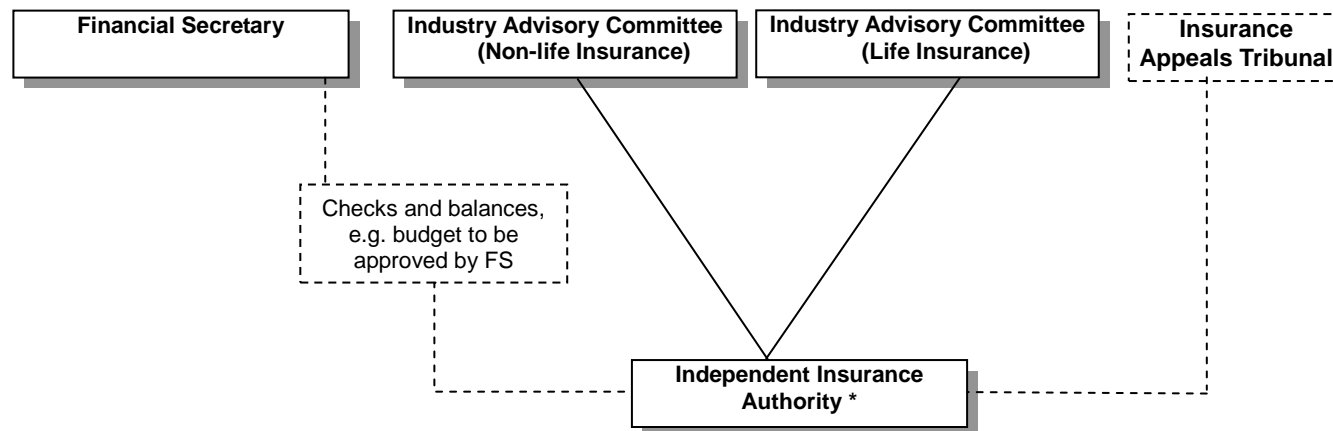 Financial Secretary
Industry Advisory Committee
(Non-life Insurance)
Industry Advisory Committee
(Life Insurance)
Insurance
Appeals Tribunal
Checks and balances,
e.g. budget to be
approved by FS
Independent Insurance
Authority *